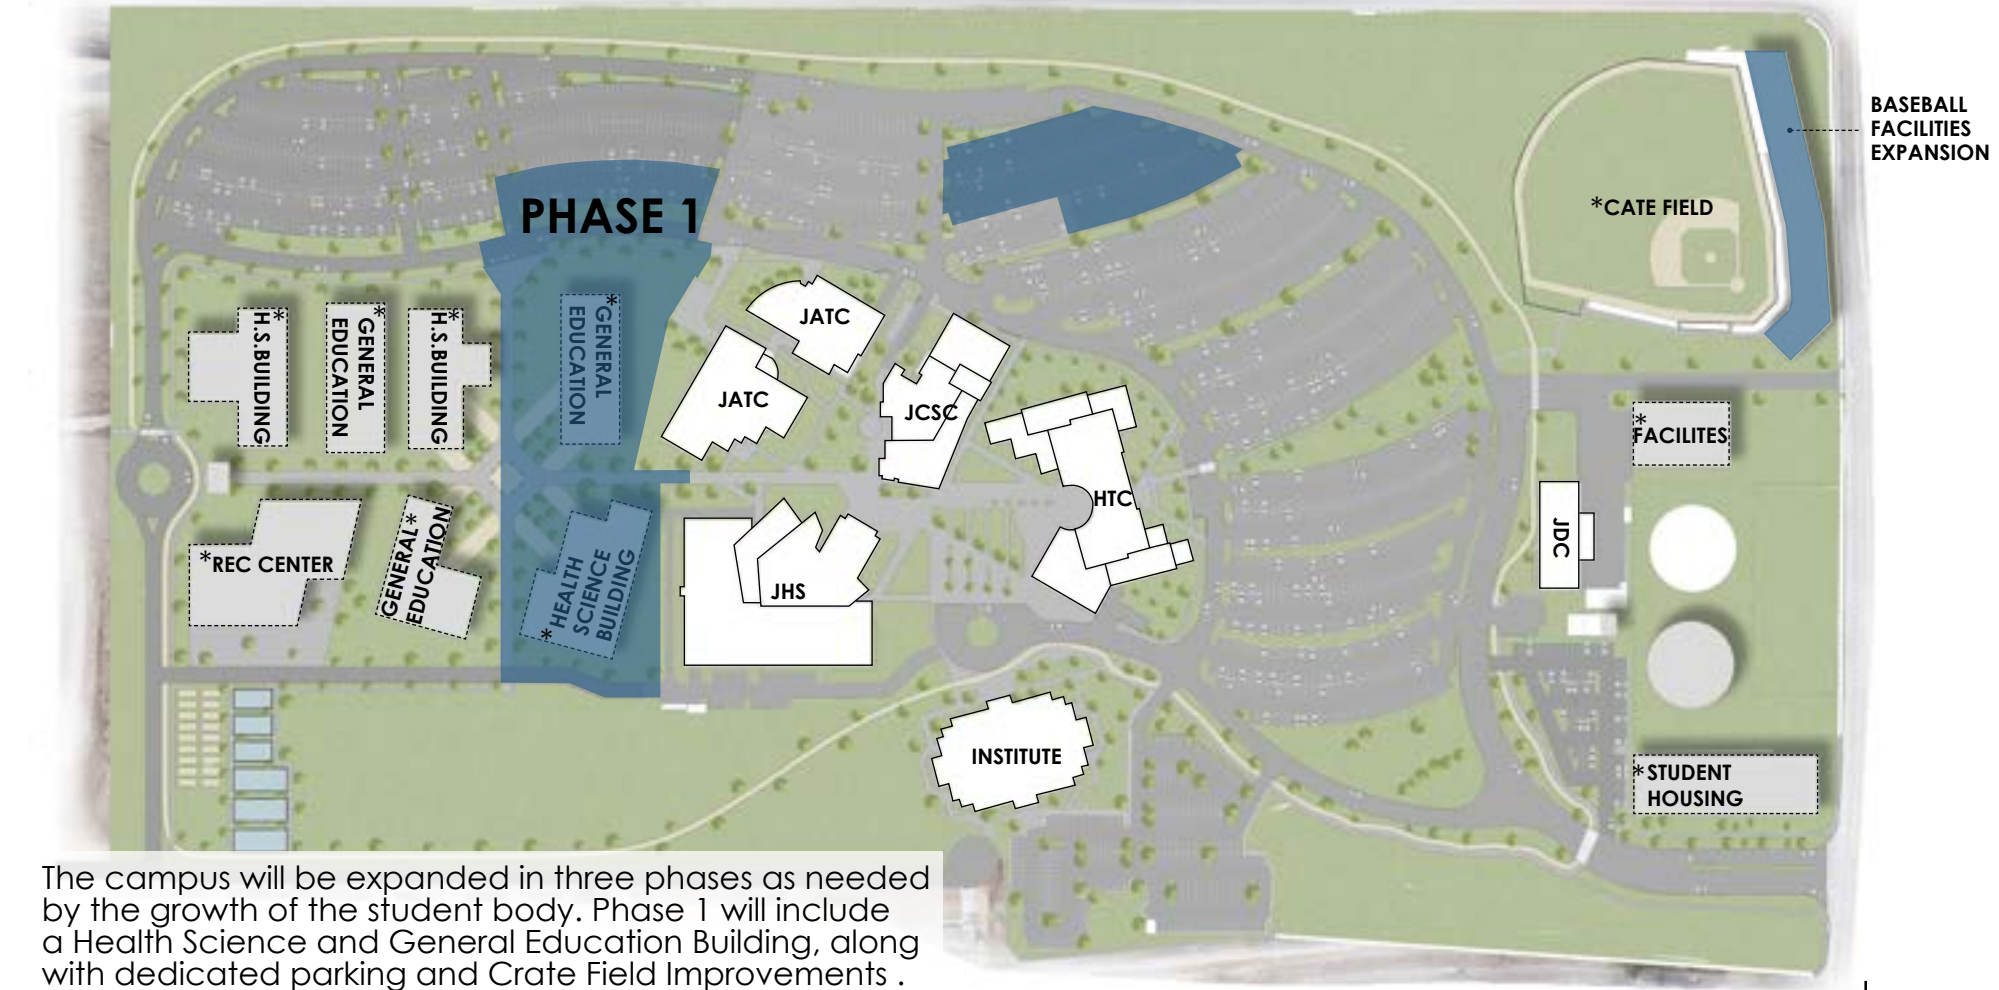 BASEBALL
FACILITIES
EXPANSION
*CATE FIELD
PHASE 1
*H.S.BUILDING
*GENERAL
EDUCATION
*H.S.BUILDING
*GENERAL
EDUCATION
JATC
JATC
JCSC
HTC
*FACILITES
JDC
*REC CENTER
GENERAL*
EDUCATION
*HEALTH
SCIENCE
BUILDING
JHS
INSTITUTE
*STUDENT
HOUSING
The campus will be expanded in three phases as needed
by the growth of the student body. Phase 1 will include
a Health Science and General Education Building, along
with dedicated parking and Crate Field Improvements .